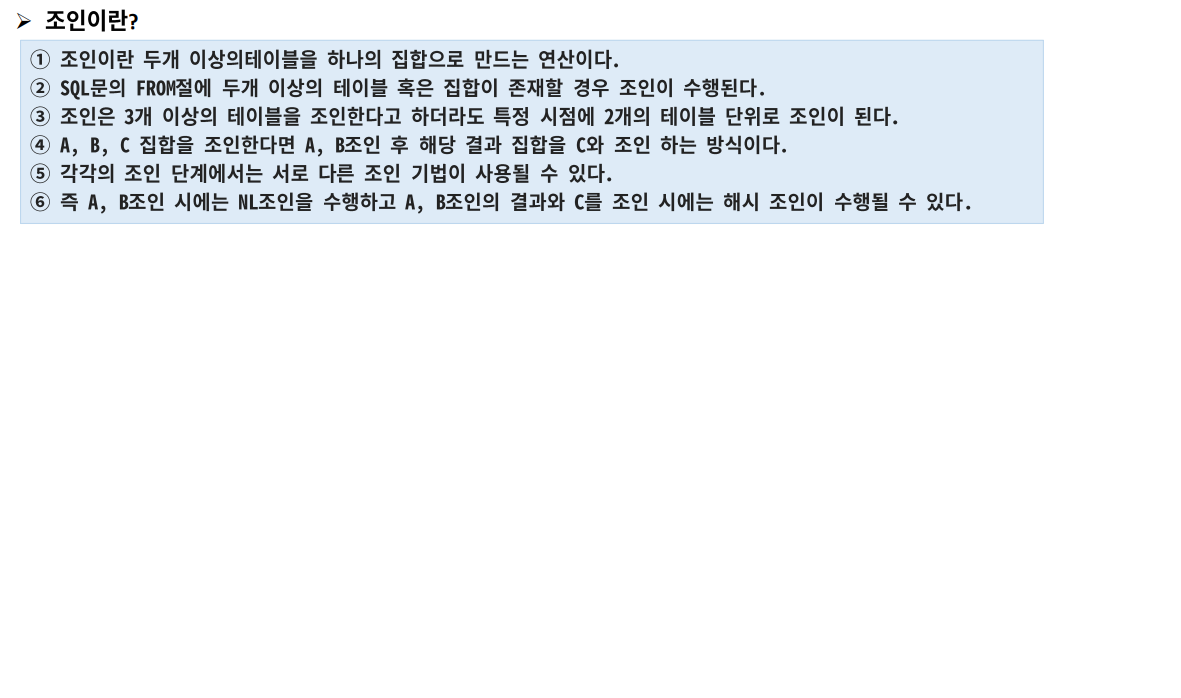 ➢ 조인이란?
① 조인이란 두개 이상의테이블을 하나의 집합으로 만드는 연산이다.
② SQL문의 FROM절에 두개 이상의 테이블 혹은 집합이 존재할 경우 조인이 수행된다.
③ 조인은 3개 이상의 테이블을 조인한다고 하더라도 특정 시점에 2개의 테이블 단위로 조인이 된다.
④ A, B, C 집합을 조인한다면 A, B조인 후 해당 결과 집합을 C와 조인 하는 방식이다.
⑤ 각각의 조인 단계에서는 서로 다른 조인 기법이 사용될 수 있다.
⑥ 즉 A, B조인 시에는 NL조인을 수행하고 A, B조인의 결과와 C를 조인 시에는 해시 조인이 수행될 수 있다.